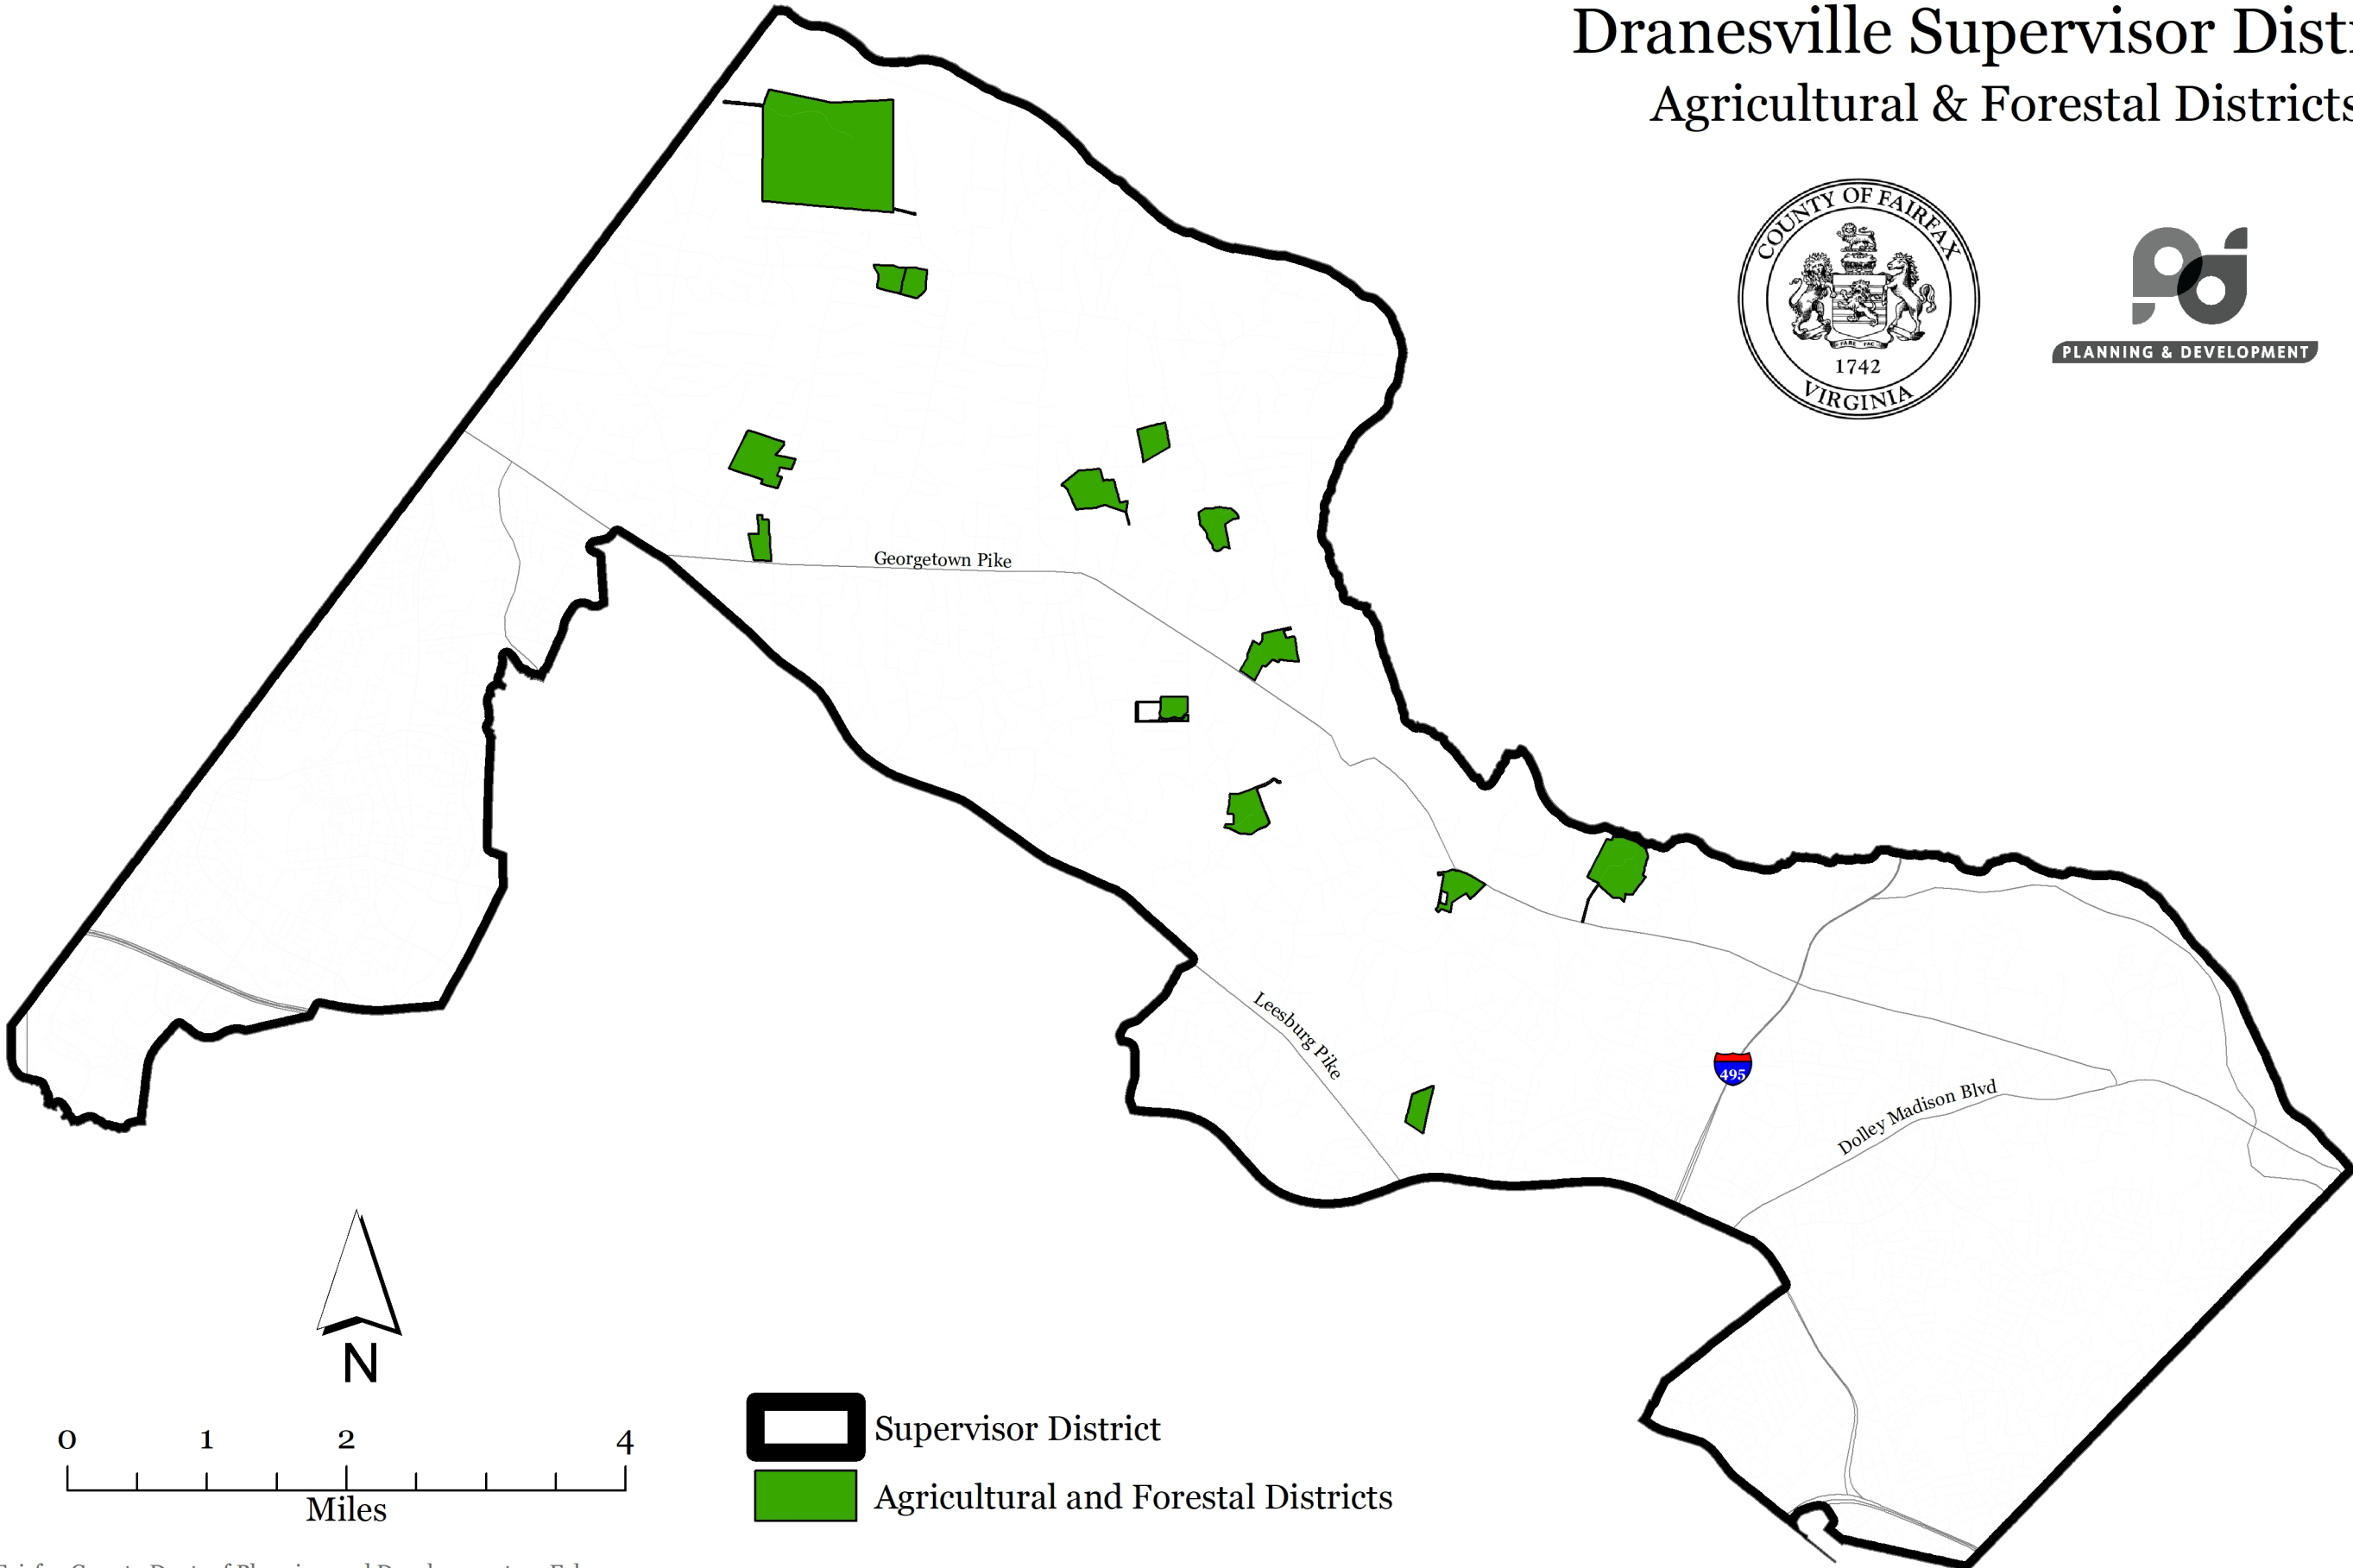 Dranesville Supervisor
Agricultural & Forestal Districts
COUNTY OF FAIRFAX
1742
VIRGINIA
PLANNING & DEVELOPMENT
Georgetown Pike
Leesburg Pike
495
Dolley Madison Blvd
N
0 1 2 4
Miles
Supervisor District
Agricultural and Forestal Districts